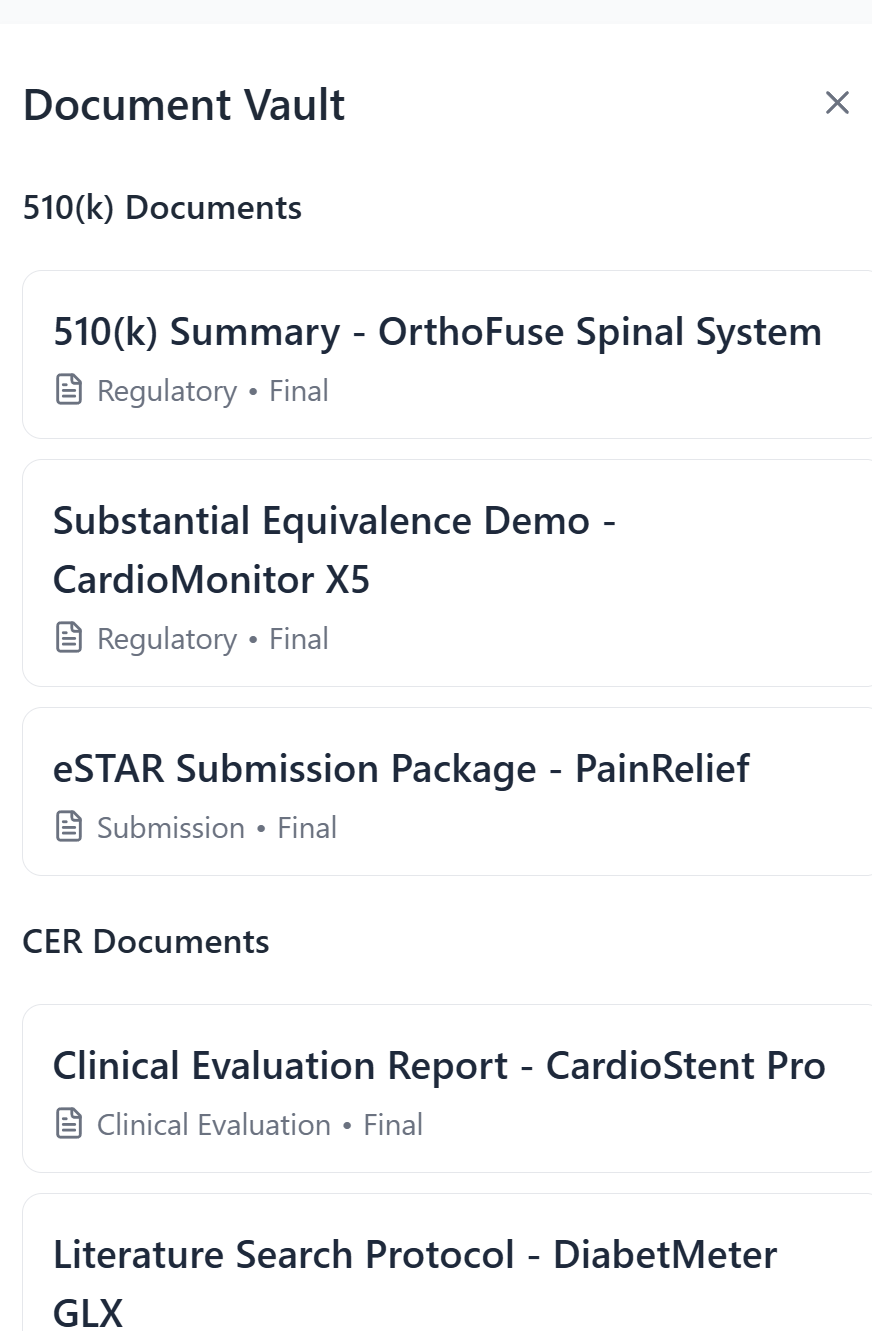 Document Vault
510(k) Documents
510(k) Summary - OrthoFuse Spinal System
Regulatory • Final
Substantial Equivalence Demo -
CardioMonitor X5
Regulatory • Final
eSTAR Submission Package - PainRelief
Submission • Final
CER Documents
Clinical Evaluation Report - CardioStent Pro
Clinical Evaluation • Final
Literature Search Protocol - DiabetMeter
GLX